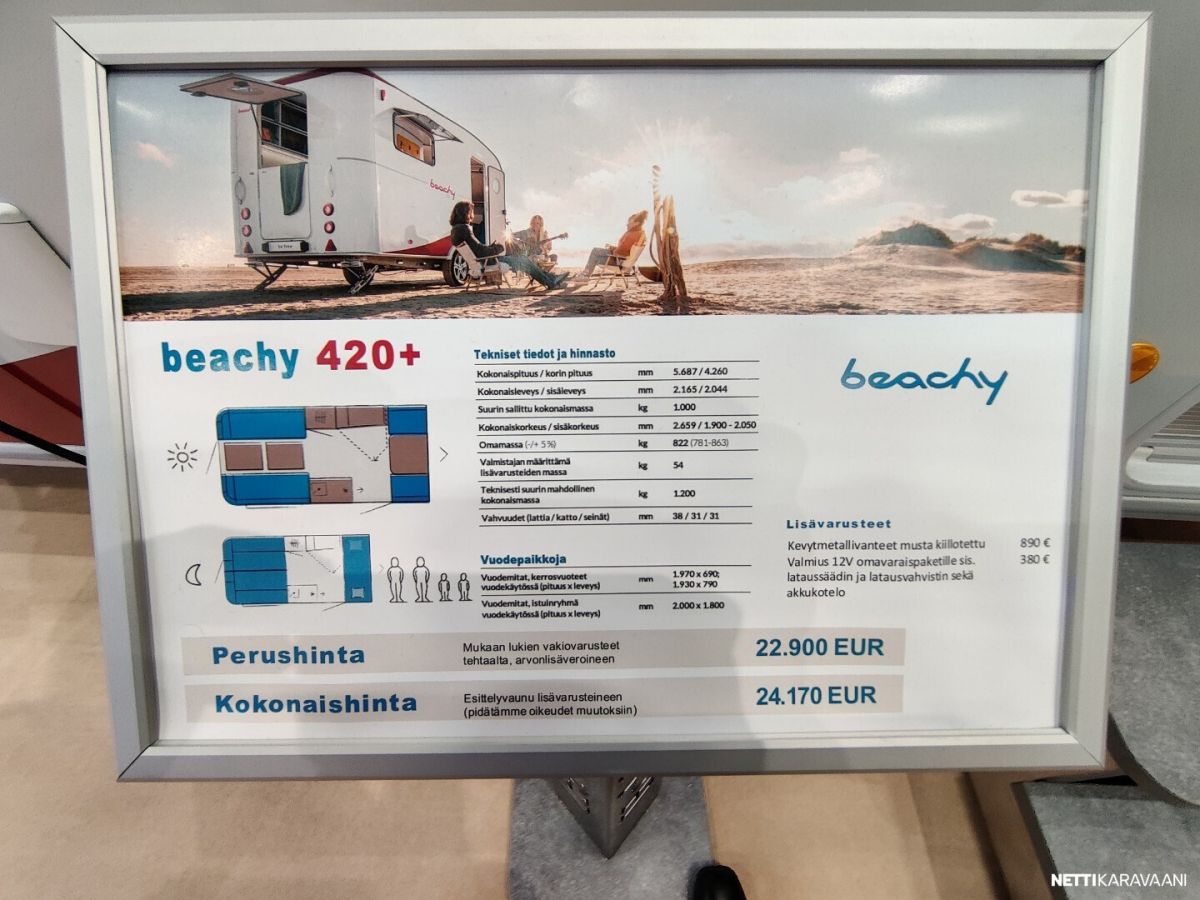 beachy
beachy 420+
Tekniset tiedot ja hinnasto
Kokonaispituus / korin pituus mm 5.687 / 4.260
Kokonaisleveys / sisäleveys mm 2.165 / 2.044
Suurin sallittu kokonaismassa kg 1.000
Kokonaiskorkeus / sisäkorkeus mm 2.659 / 1.900 - 2.050
Omamassa (-/+ 5 %) kg 822 (781-863)
Valmistajan määrittämä
lisävarusteiden massa kg 54
Teknisesti suurin mahdollinen
kokonaismassa kg 1.200
Vahvuudet (lattia / katto / seinät) mm 38 / 31 / 31
Vuodepaikkoja
Vuodemitat, kerrosvuoteet
vuodekäytössä (pituus x leveys) mm 1.970 x 690;
1.930 x 790
Vuodemitat, istuinryhmä
vuodekäytössä (pituus x leveys) mm 2.000 x 1.800
beachy
Lisävarusteet
Kevytmetallivanteet musta kiillotettu 890 €
Valmius 12V omavaraispaketille sis. 380 €
lataussäädin ja latausvahvistin sekä
akkukotelo
Perushinta Mukaan lukien vakiovarusteet
tehtaalta, arvonlisäveroineen 22.900 EUR
Kokonaishinta Esittelyvaunu lisävarusteineen
(pidätämme oikeudet muutoksiin) 24.170 EUR
NETTIKARAVAANI